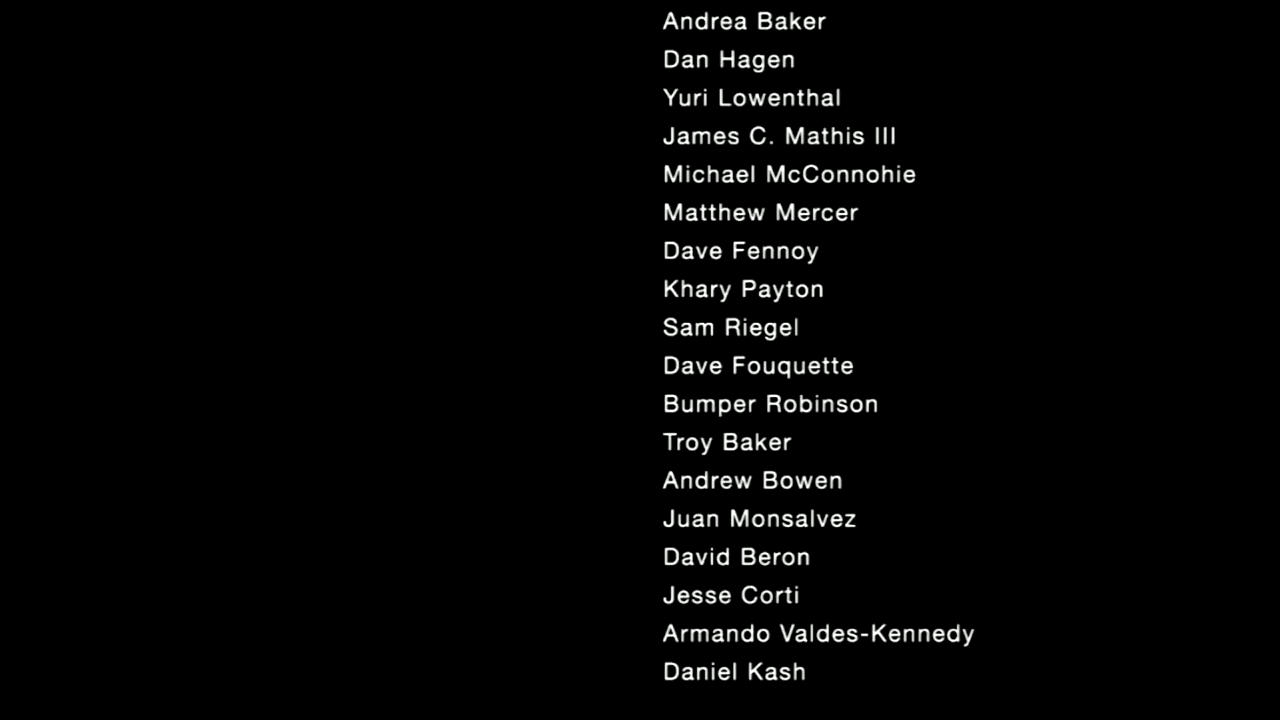 Andrea Baker
Dan Hagen
Yuri Lowenthal
James C. Mathis III
Michael McConnohie
Matthew Mercer
Dave Fennoy
Khary Payton
Sam Riegel
Dave Fouquette
Bumper Robinson
Troy Baker
Andrew Bowen
Juan Monsalvez
David Beron
Jesse Corti
Armando Valdes-Kennedy
Daniel Kash